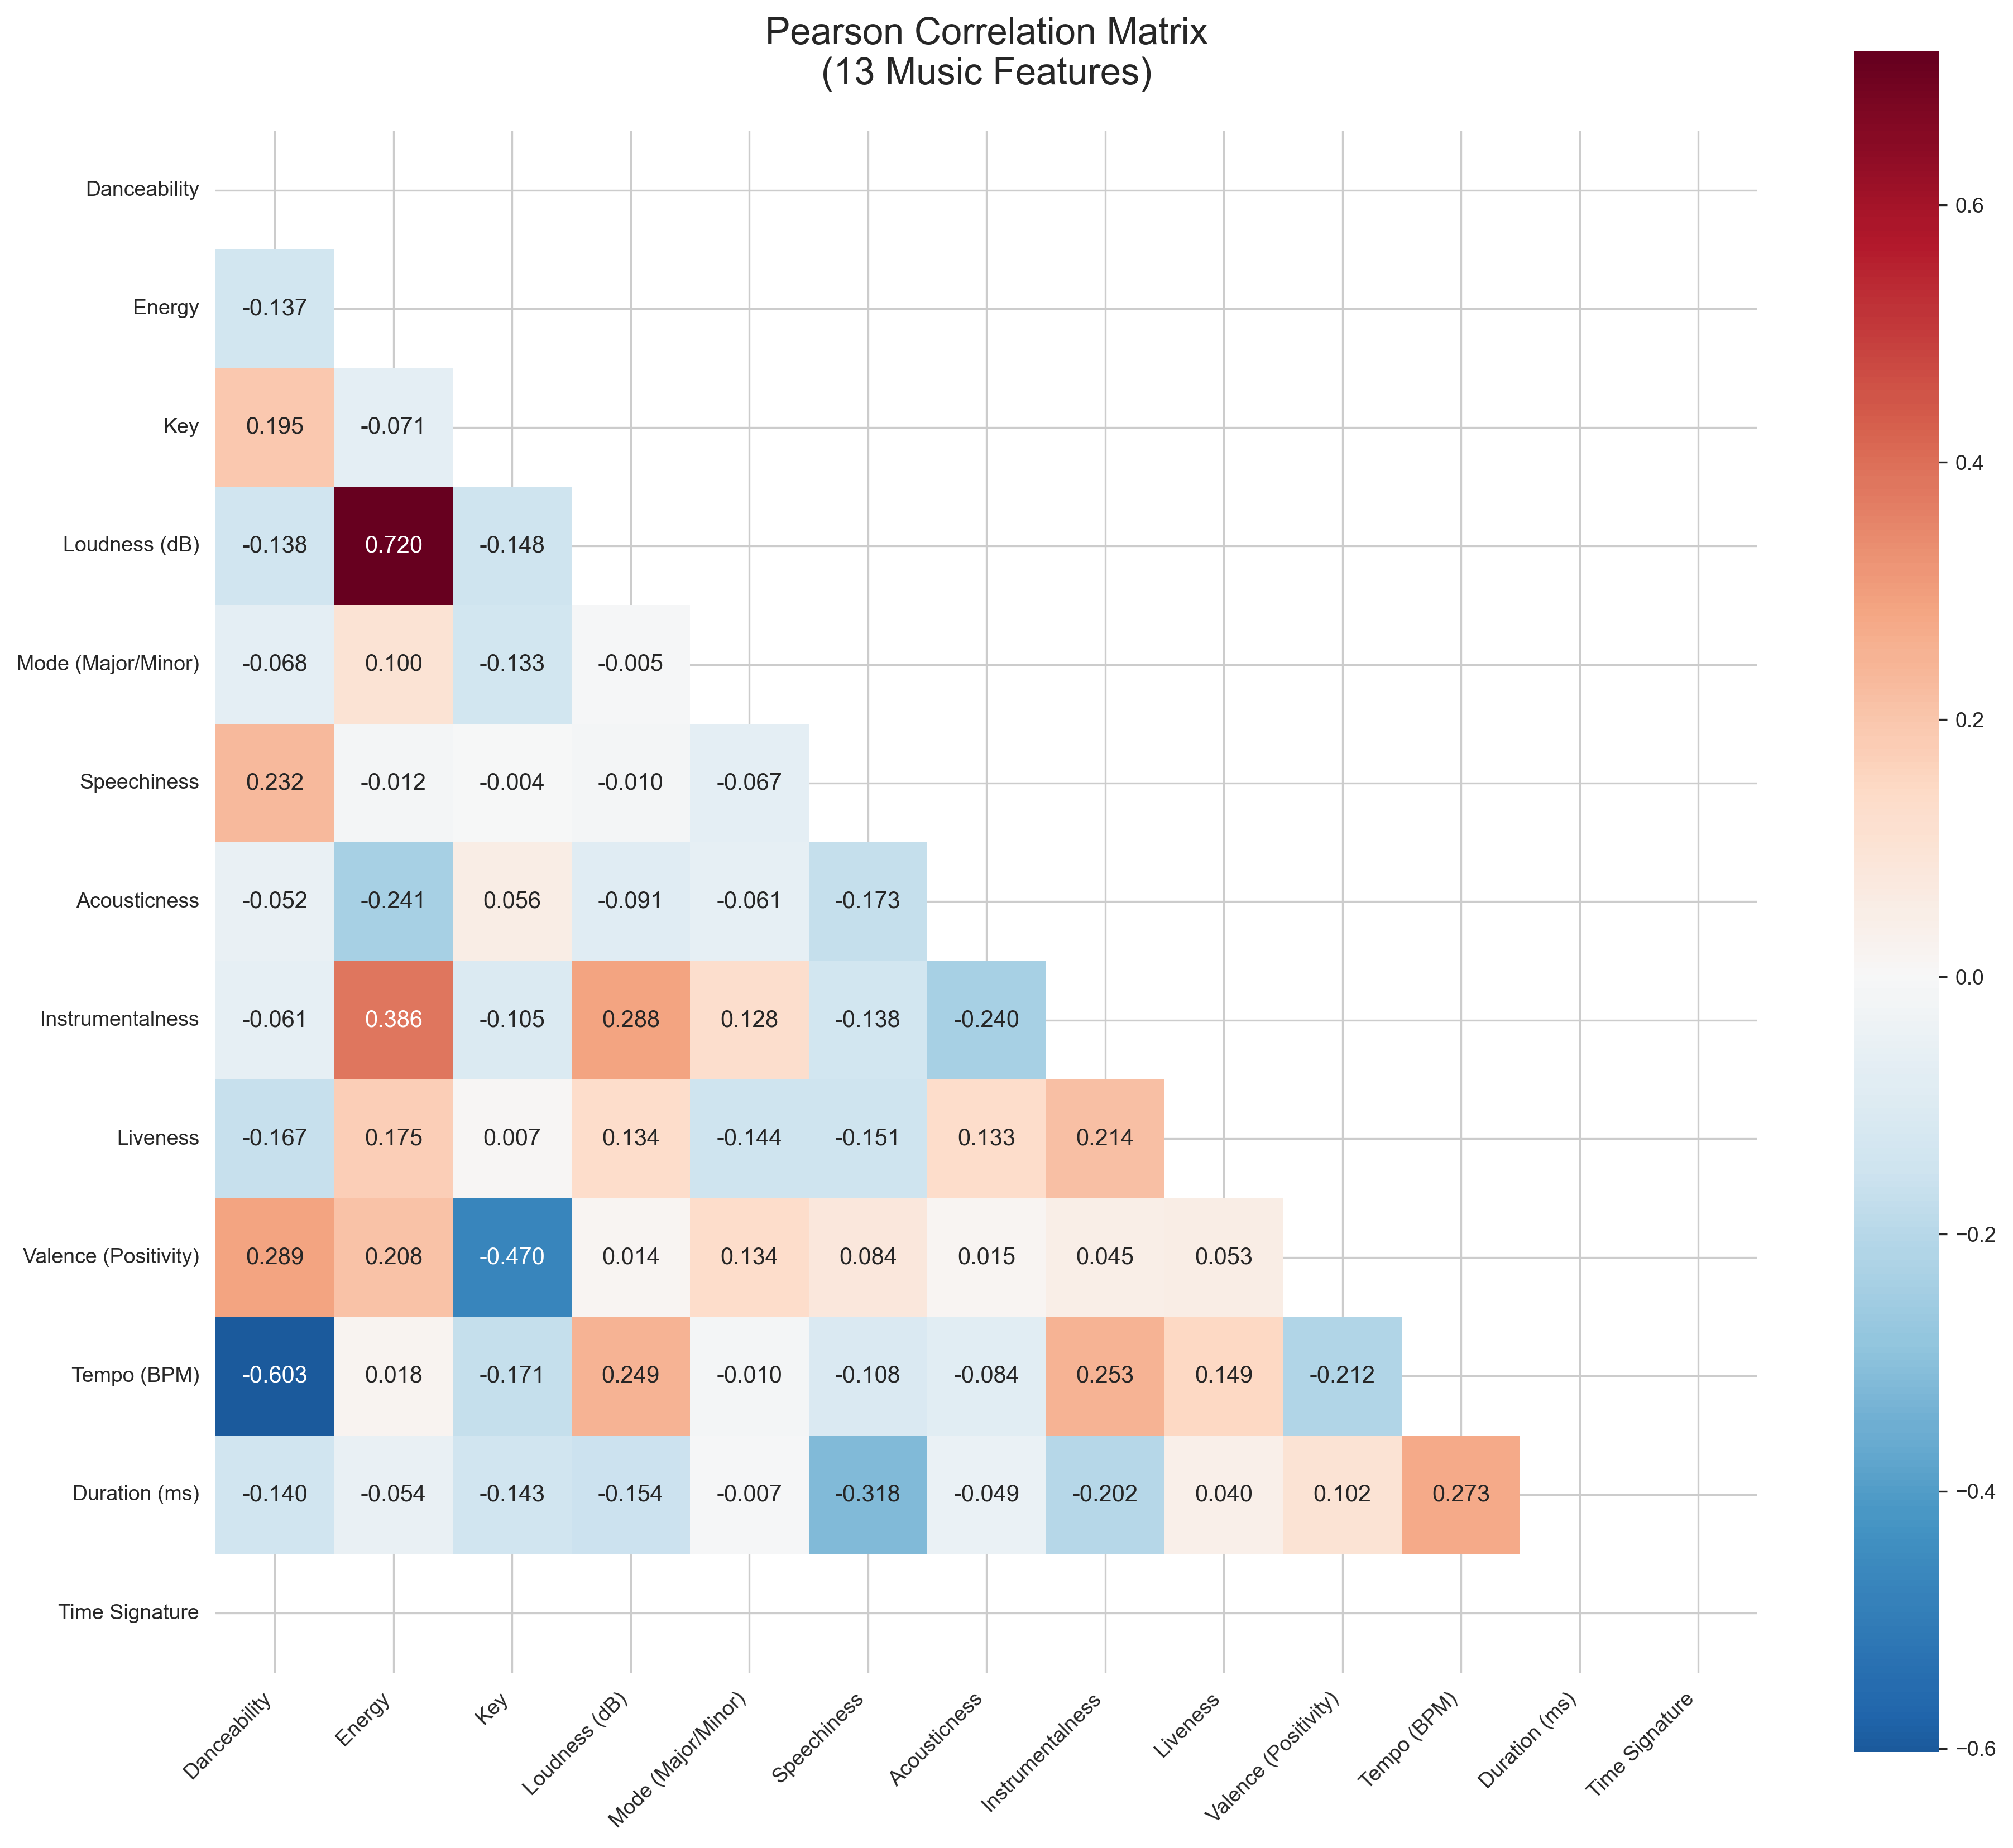 Pearson Correlation Matrix
(13 Music Features)
Danceability
Energy -0.137
Key 0.195 -0.071
Loudness (dB) -0.138 0.720 -0.148
Mode (Major/Minor) -0.068 0.100 -0.133 -0.005
Speechiness 0.232 -0.012 -0.004 -0.010 -0.067
Acousticness -0.052 -0.241 0.056 -0.091 -0.061 -0.173
Instrumentalness -0.061 0.386 -0.105 0.288 0.128 -0.138 -0.240
Liveness -0.167 0.175 0.007 0.134 -0.144 -0.151 0.133 0.214
Valence (Positivity) 0.289 0.208 -0.470 0.014 0.134 0.084 0.015 0.045 0.053
Tempo (BPM) -0.603 0.018 -0.171 0.249 -0.010 -0.108 -0.084 0.253 0.149 -0.212
Duration (ms) -0.140 -0.054 -0.143 -0.154 -0.007 -0.318 -0.049 -0.202 0.040 0.102 0.273
Time Signature
Danceability Energy Key Loudness (dB) Mode (Major/Minor) Speechiness Acousticness Instrumentalness Liveness Valence (Positivity) Tempo (BPM) Duration (ms) Time Signature
0.6
0.4
0.2
0.0
−0.2
−0.4
−0.6